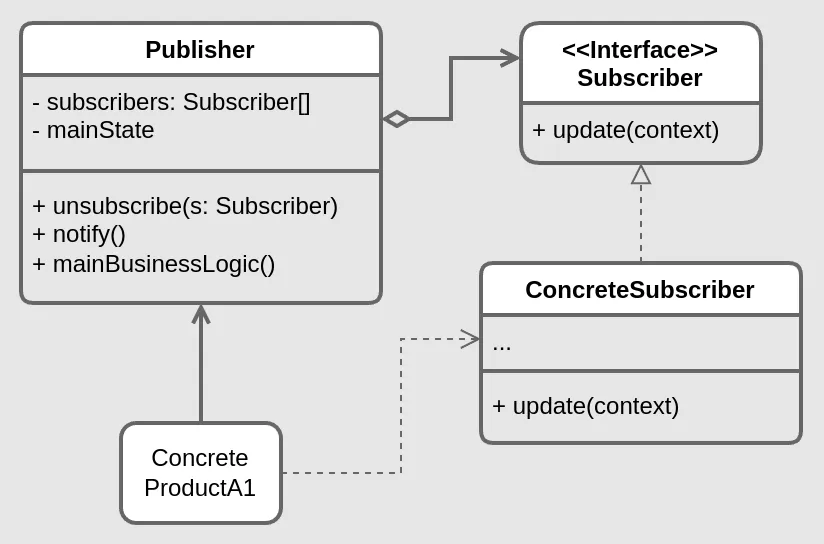 Publisher
- subscribers: Subscriber[]
- mainState
+ unsubscribe(s: Subscriber)
+ notify()
+ mainBusinessLogic()
<<Interface>>
Subscriber
+ update(context)
ConcreteSubscriber
...
+ update(context)
Concrete
ProductA1